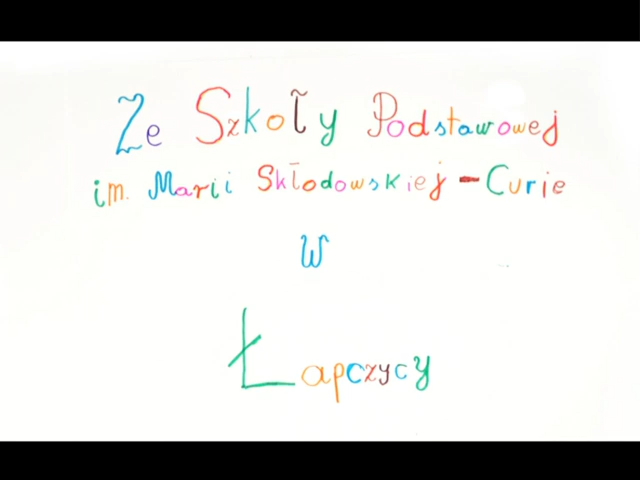 Ze Szkoły Podstawowej
im. Marii Skłodowskiej - Curie
w
Łapczycy